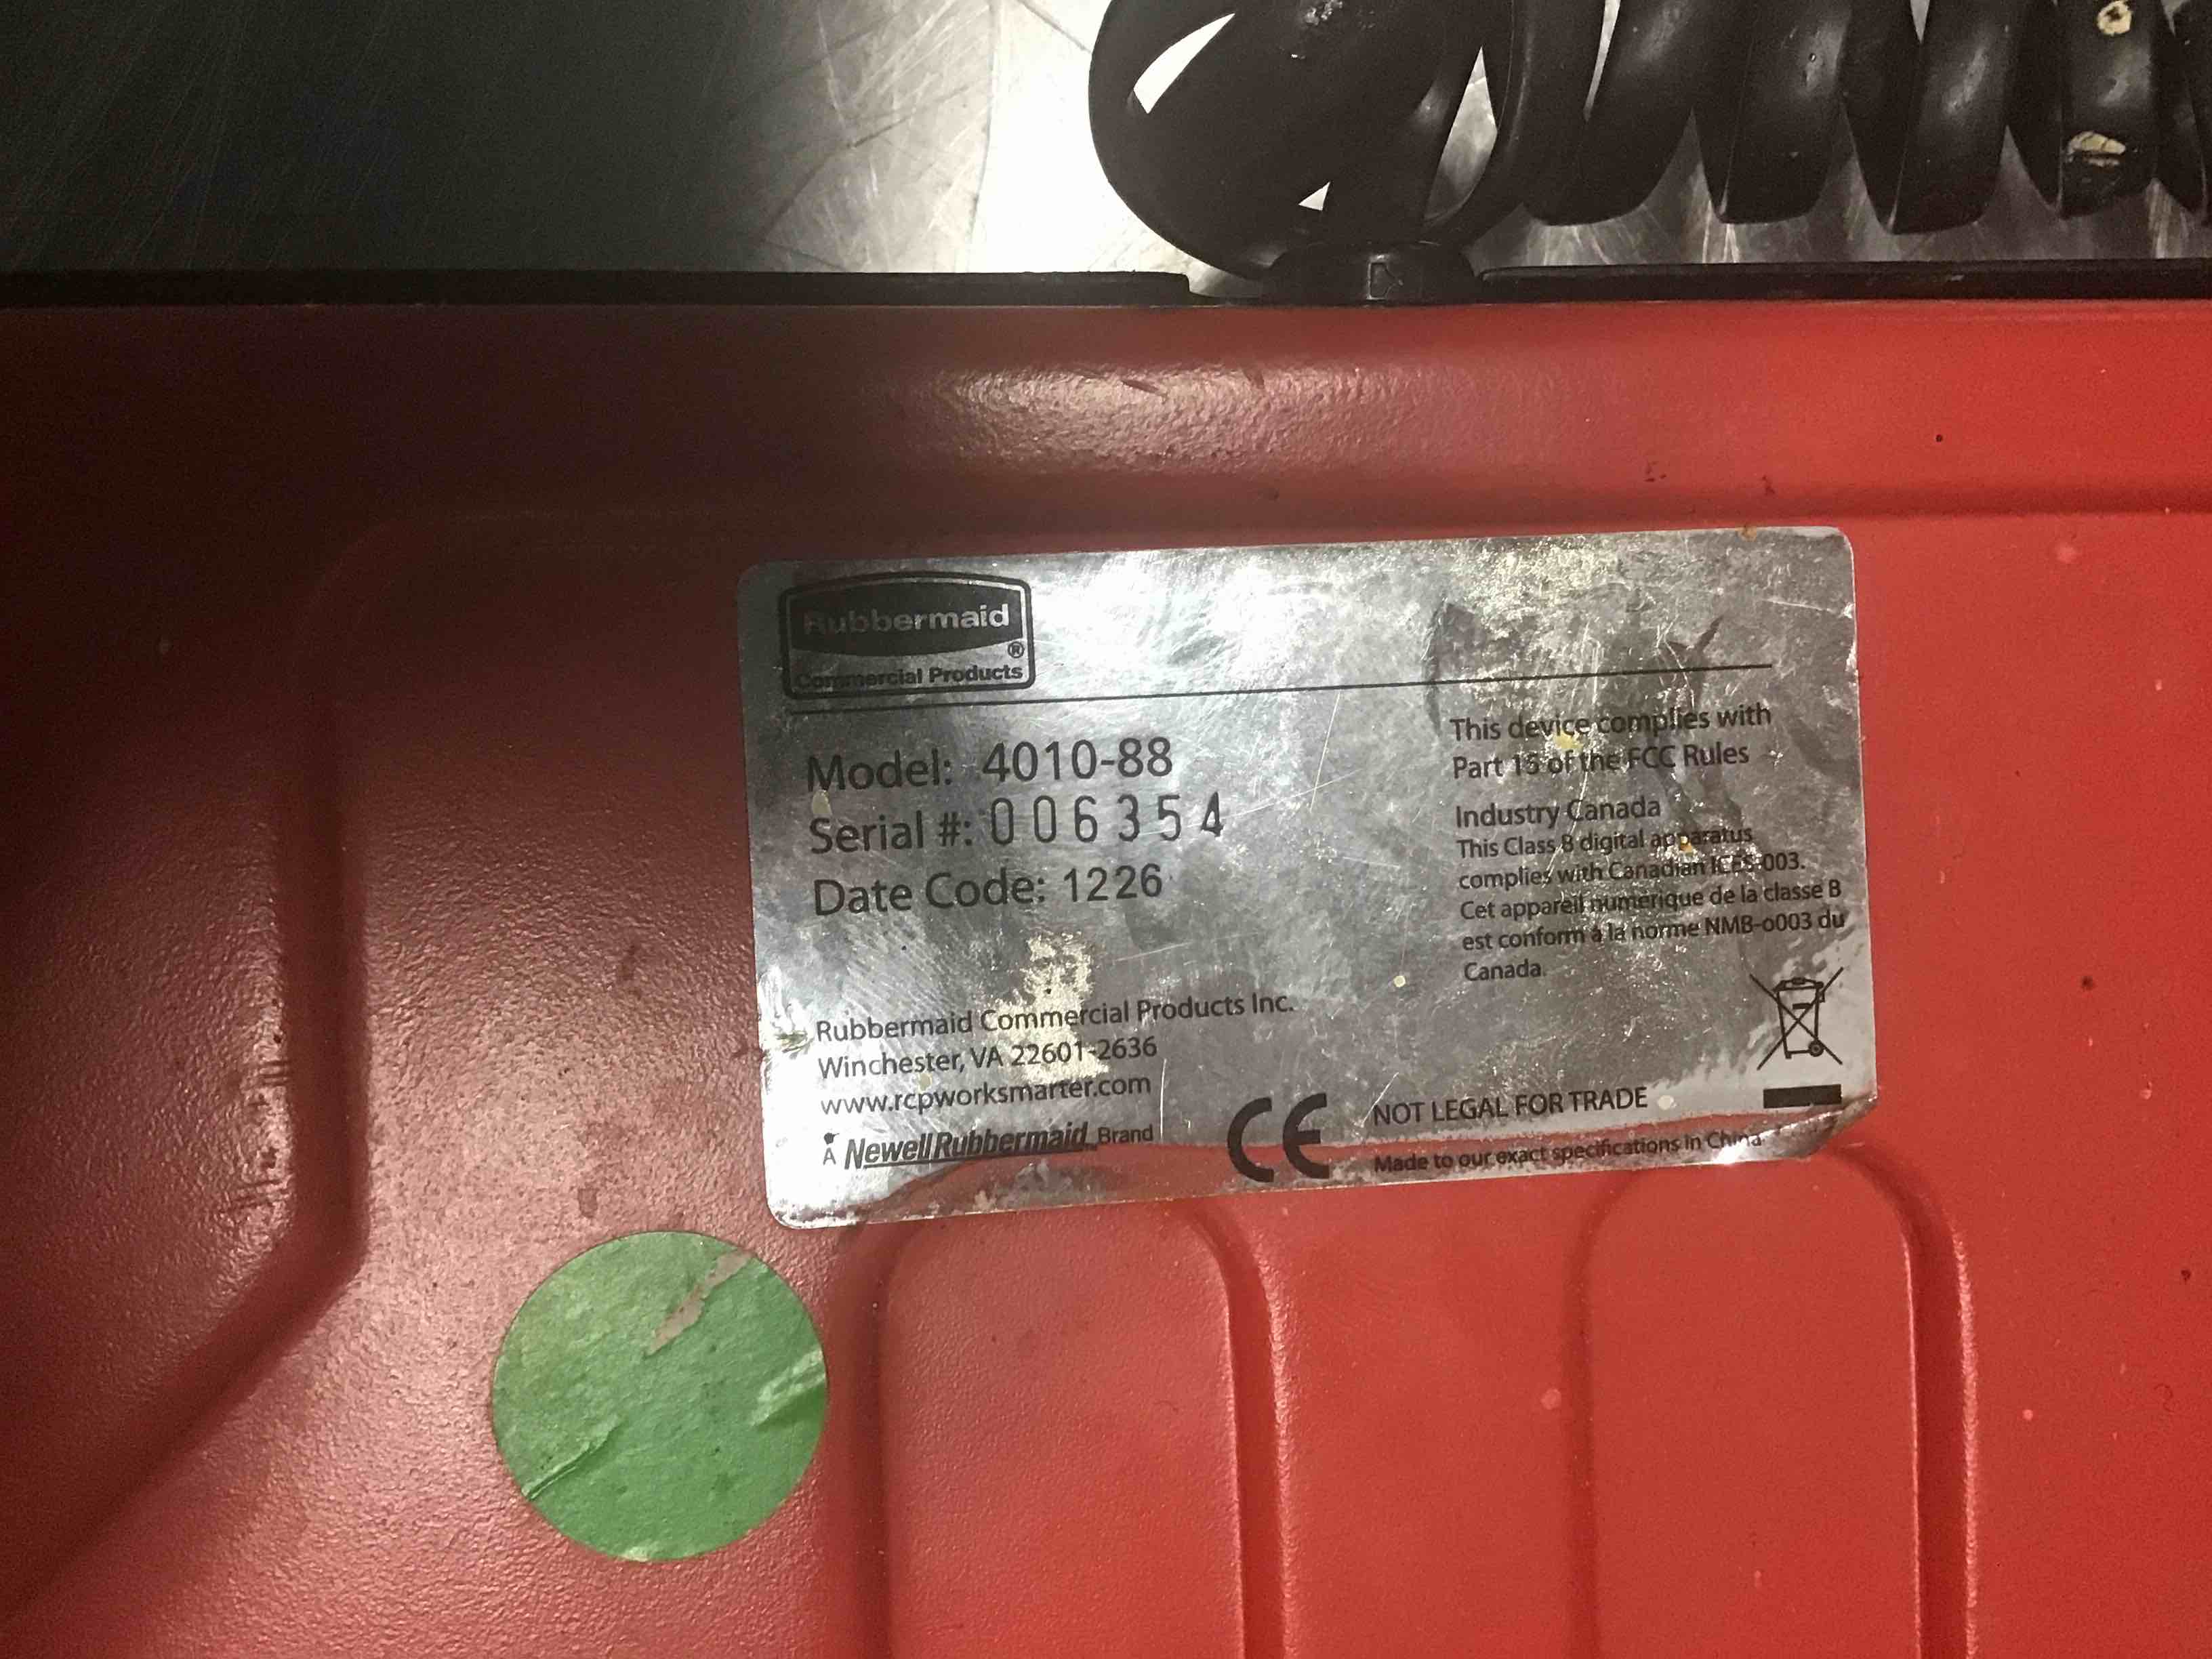 Rubbermaid
®
Commercial Products
Model: 4010-88
Serial #: 006354
Date Code: 1226
Rubbermaid Commercial Products Inc.
Winchester, VA 22601-2636
www.rcpworksmarter.com
A NewellRubbermaid Brand
This device complies with
Part 15 of the FCC Rules
Industry Canada
This Class B digital apparatus
complies with Canadian ICES-003.
Cet appareil numerique de la classe B
est conform à la norme NMB-o003 du
Canada.
CE
NOT LEGAL FOR TRADE
Made to our exact specifications in China